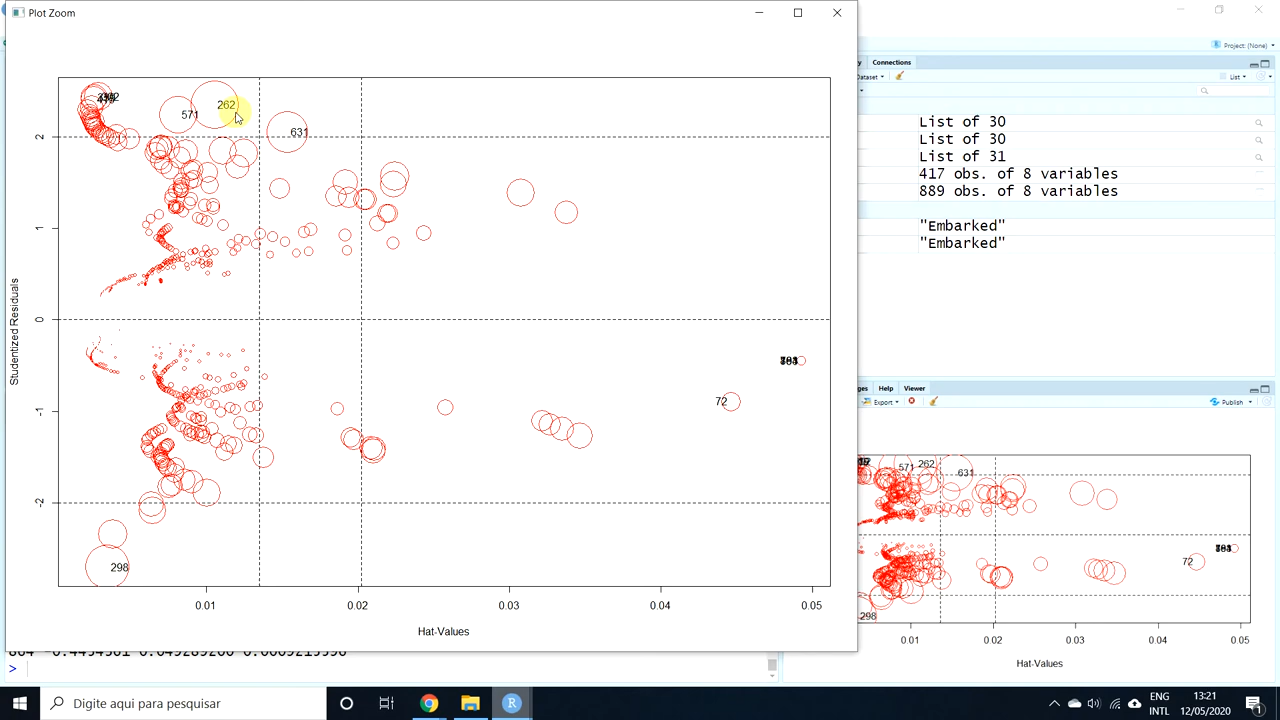 Plot Zoom
Project: (None)
Connections
Dataset
List
List of 30
List of 30
List of 31
417 obs. of 8 variables
889 obs. of 8 variables
"Embarked"
"Embarked"
262
571
631
2
1
0
-1
-2
Studentized Residuals
72
298
0.01 0.02 0.03 0.04 0.05
Hat-Values
Help Viewer
Export
Publish
571 262
631
72
298
0.01 0.02 0.03 0.04 0.05
Hat-Values
>
Digite aqui para pesquisar
ENG
INTL
13:21
12/05/2020
1